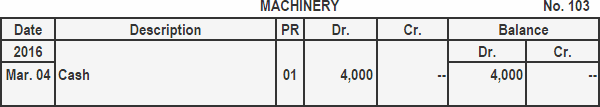 MACHINERY No. 103
Date Description PR Dr. Cr. Balance
2016 Dr. Cr.
Mar. 04 Cash 01 4,000 -- 4,000 --